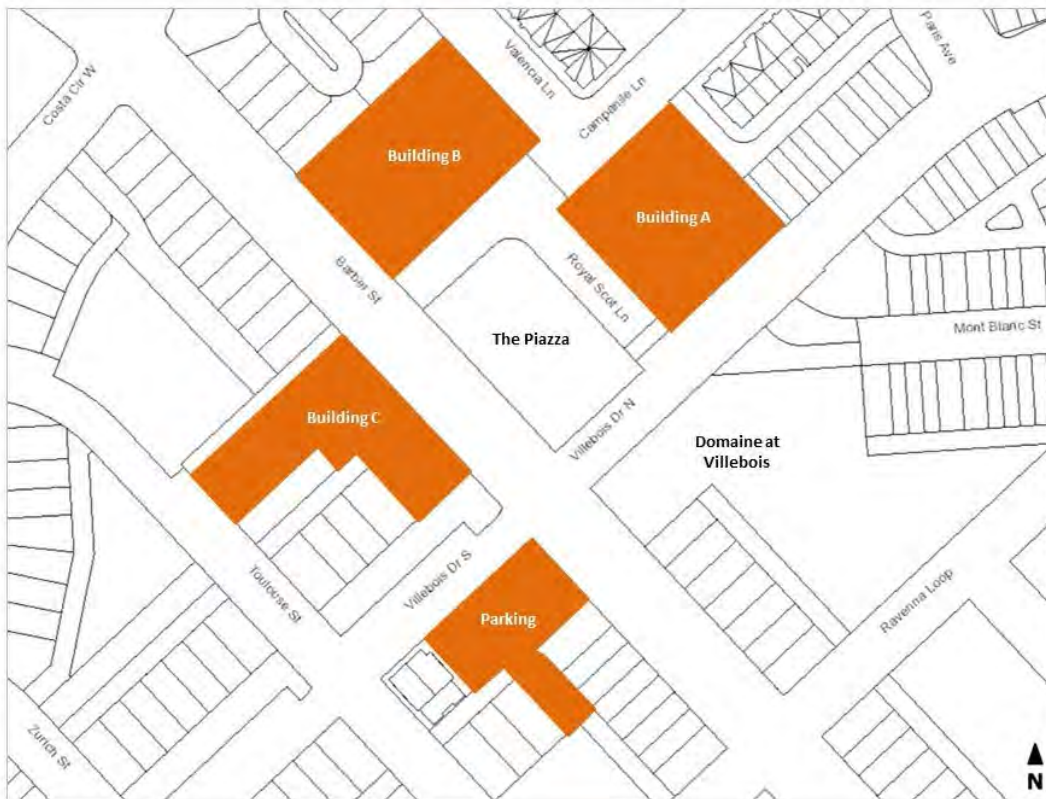 Paris Ave
Valencia Ln
Costa Cir W
Campanile Ln
Building B
Building A
Barber St
Royal Scot Ln
Mont Blanc St
The Piazza
Building C
Villebois Dr N
Domaine at
Villebois
Villebois Dr S
Toulouse St
Ravenna Loop
Parking
Zurich St
N